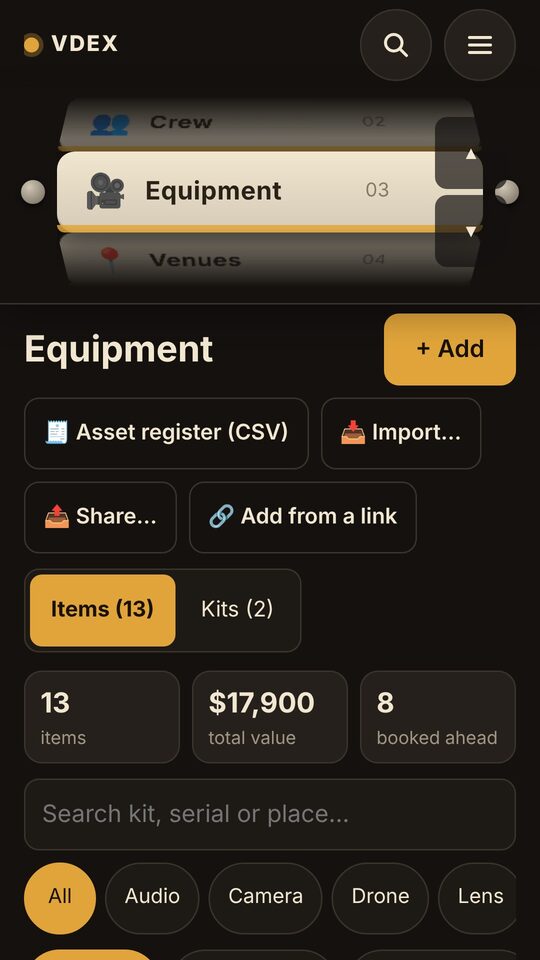 VDEX
Crew 02
Equipment 03
Venues 04
Equipment
+ Add
🧾 Asset register (CSV)
📥 Import...
📤 Share...
🔗 Add from a link
Items (13)
Kits (2)
13
items
$17,900
total value
8
booked ahead
Search kit, serial or place...
All
Audio
Camera
Drone
Lens